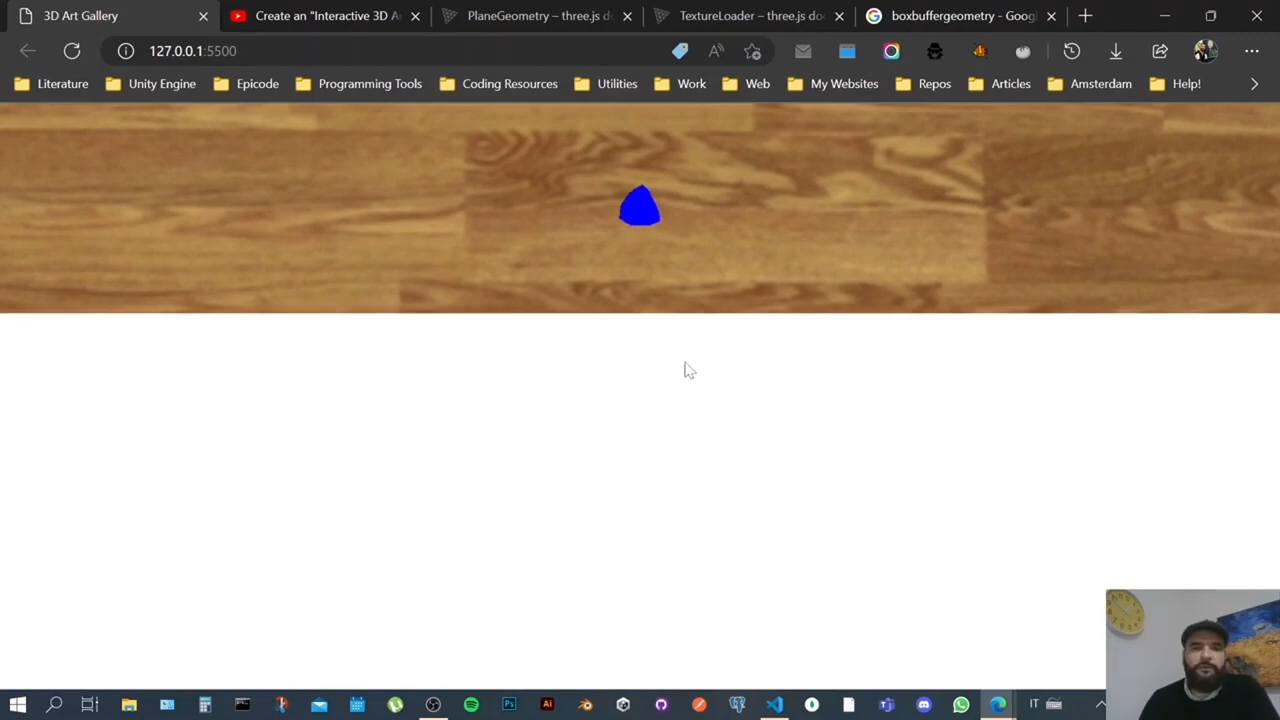 3D Art Gallery
Create an "Interactive 3D A
PlaneGeometry – three.js do
TextureLoader – three.js do
boxbuffergeometry - Goog
127.0.0.1:5500
Literature
Unity Engine
Epicode
Programming Tools
Coding Resources
Utilities
Work
Web
My Websites
Repos
Articles
Amsterdam
Help!
IT